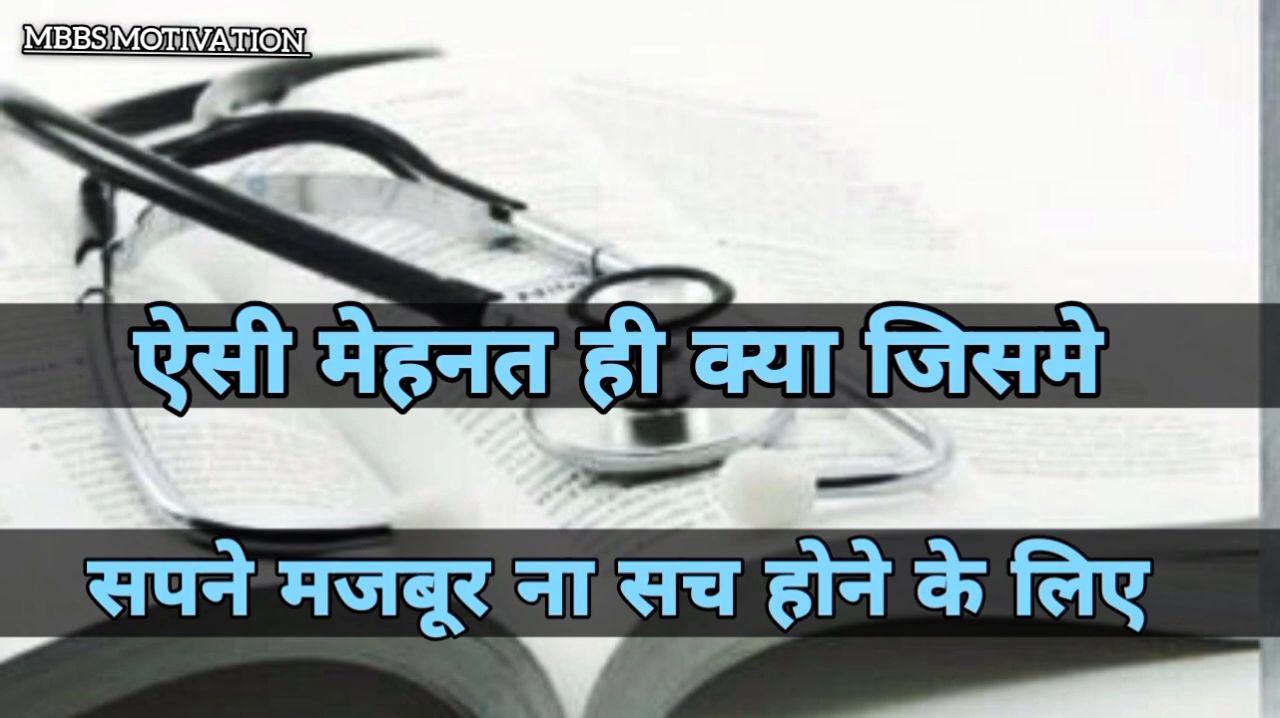 MBBS MOTIVATION
ऐसी मेहनत ही क्या जिसमे
सपने मजबूर ना सच होने के लिए